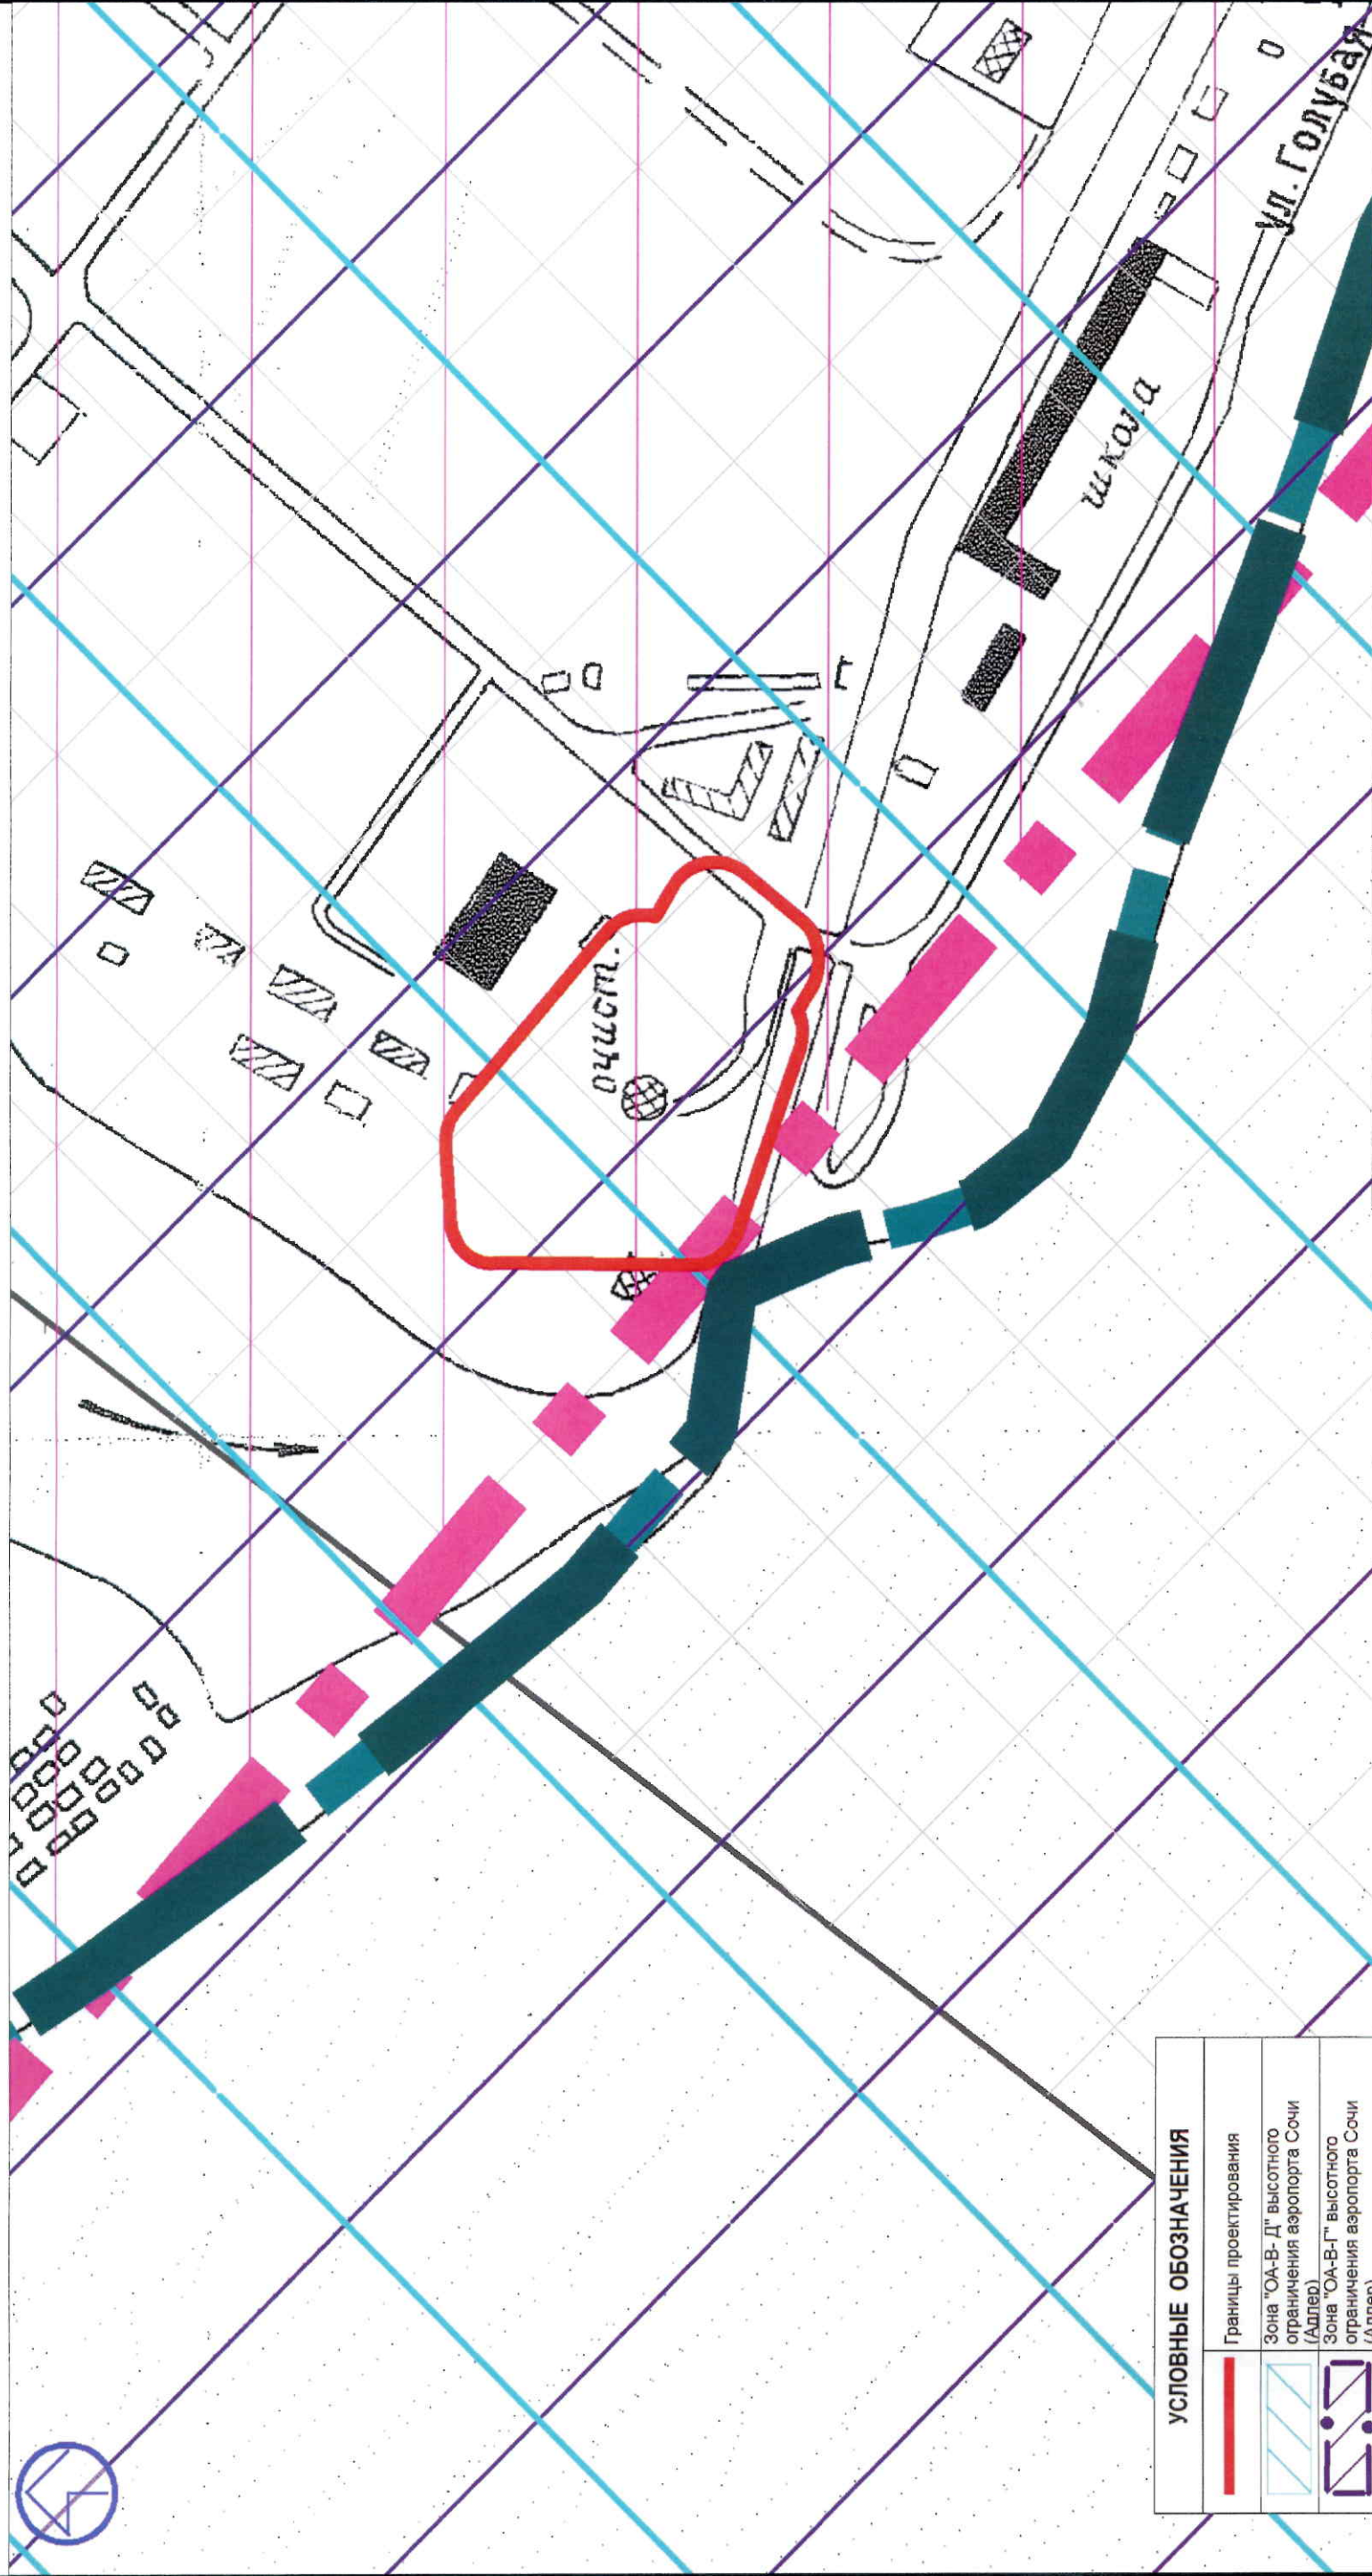 ул. Голубая
школа
очист.
УСЛОВНЫЕ ОБОЗНАЧЕНИЯ
Границы проектирования
Зона "ОА-В- Д" высотного
ограничения аэропорта Сочи
(Адлер)
Зона "ОА-В-Г" высотного
ограничения аэропорта Сочи
(Адлер)